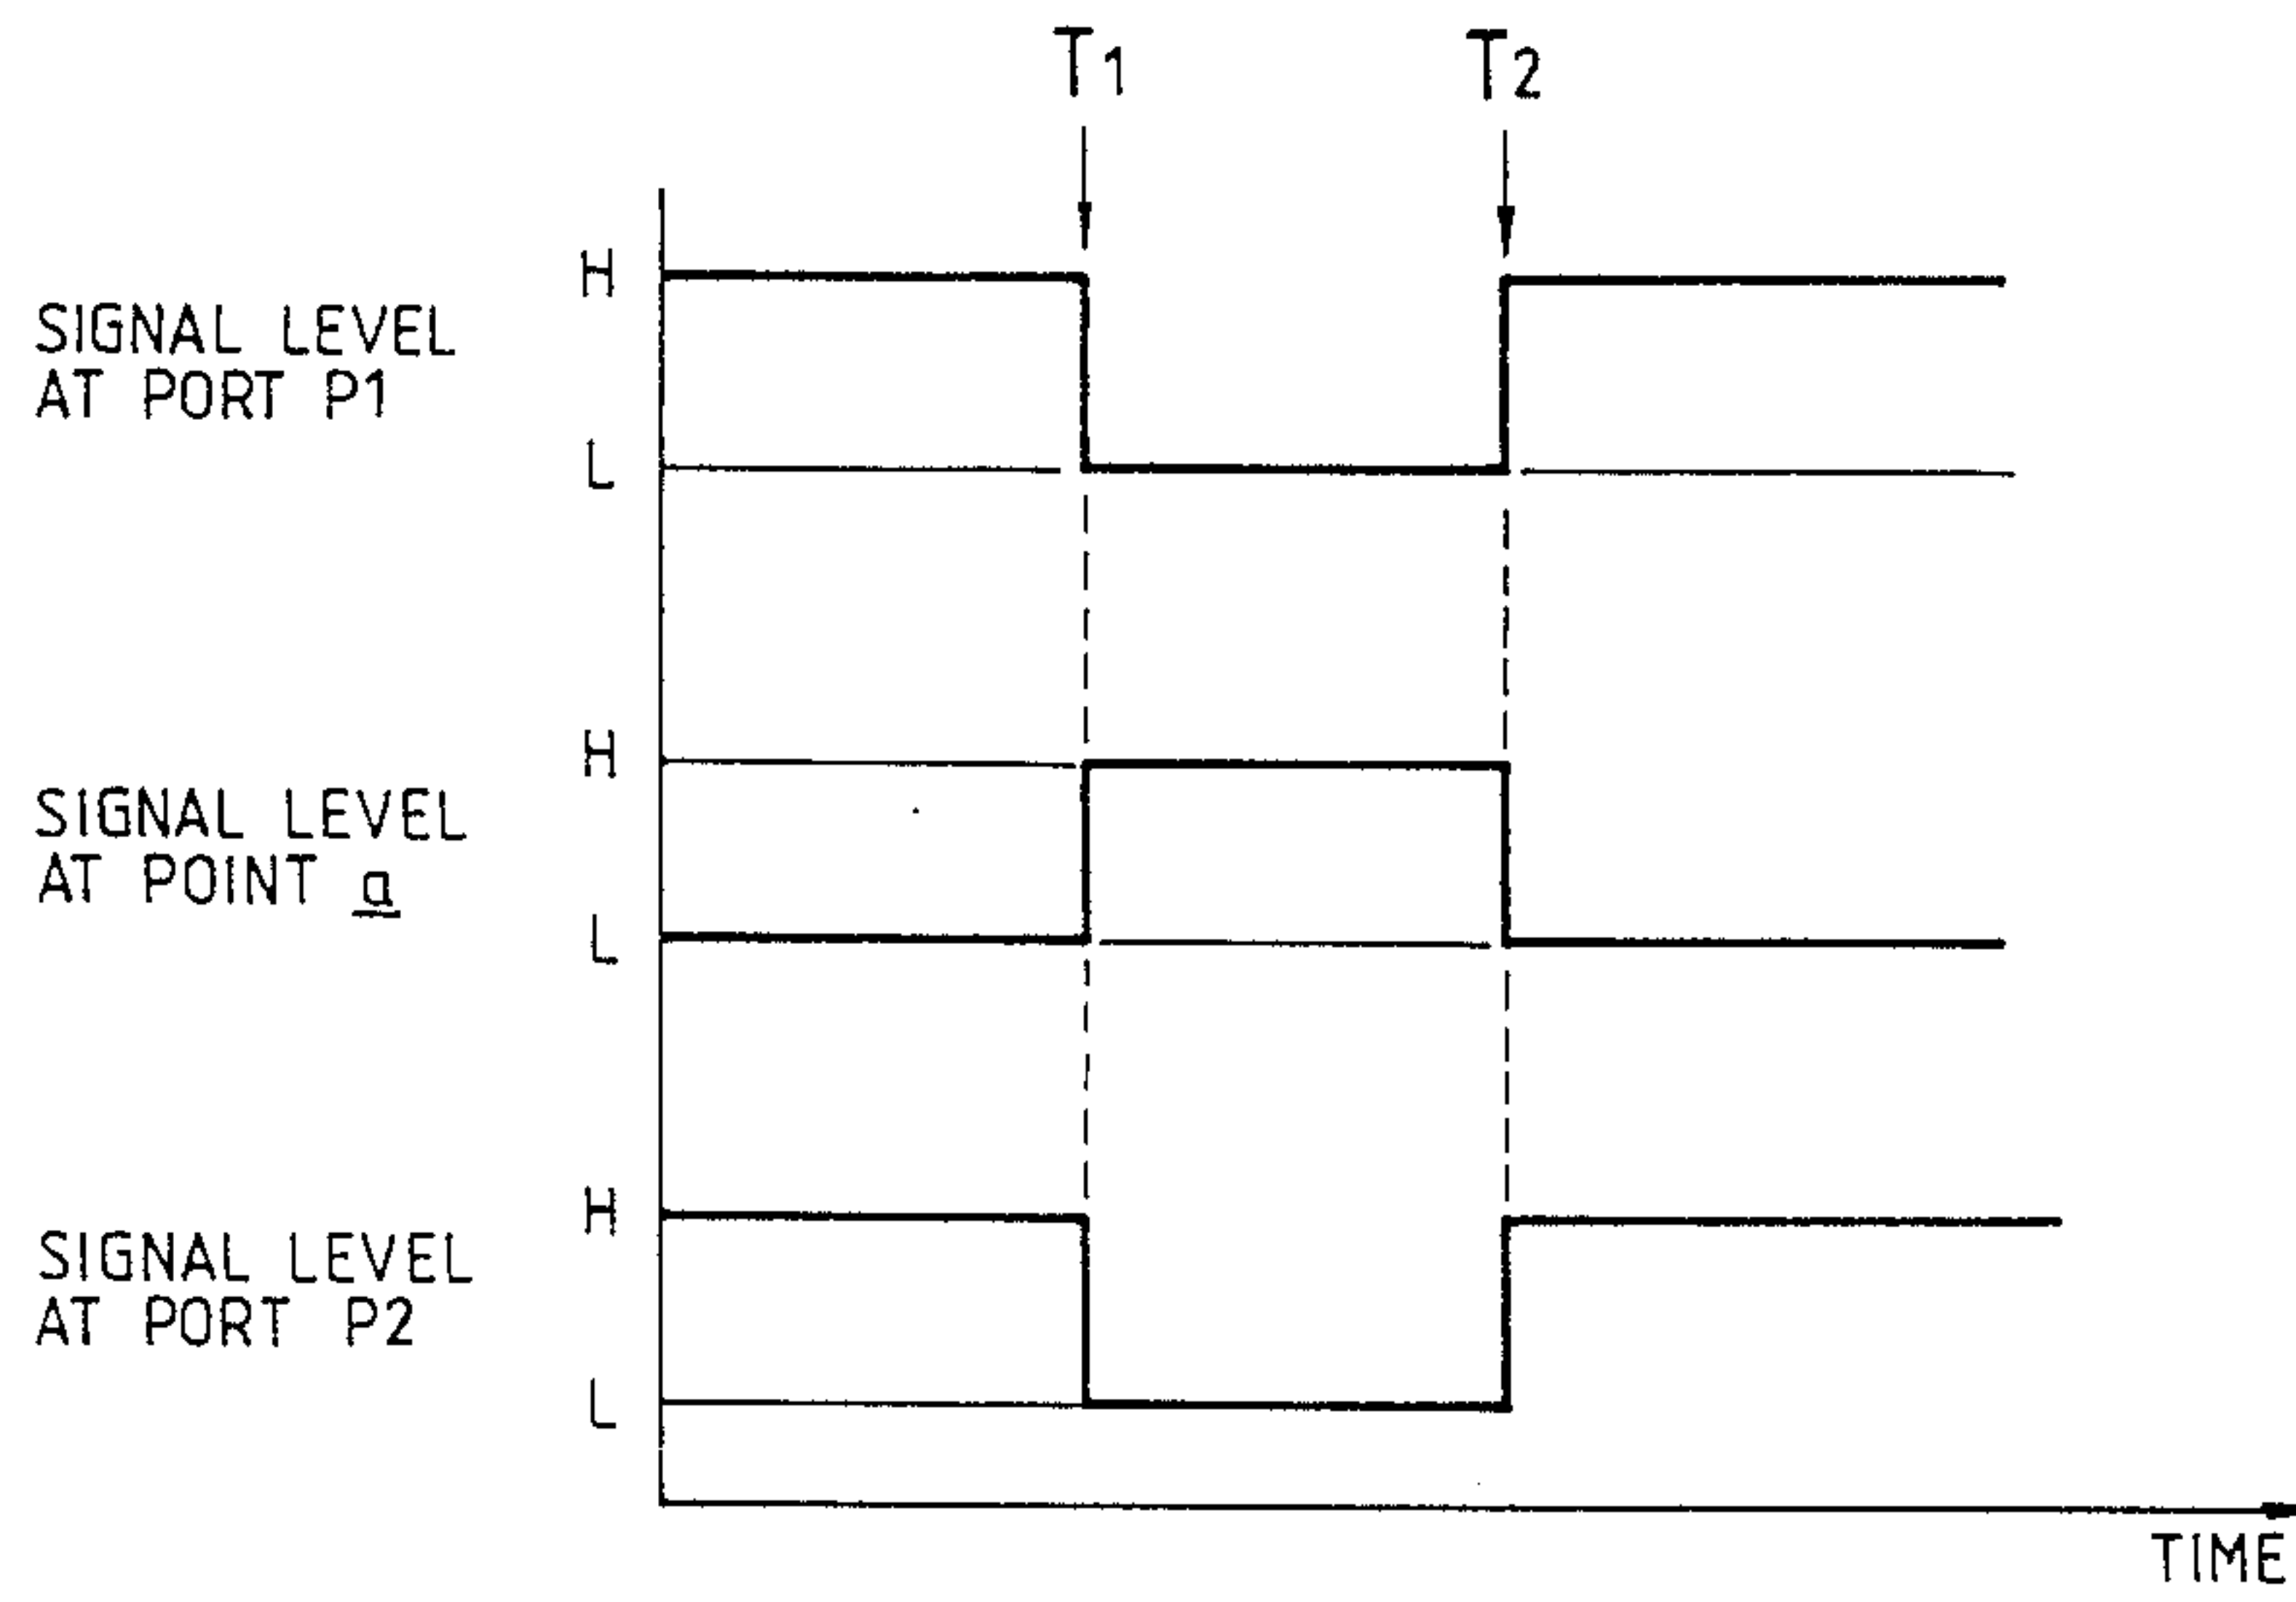 T1 T2
H
SIGNAL LEVEL
AT PORT P1
L
H
SIGNAL LEVEL
AT POINT a
L
H
SIGNAL LEVEL
AT PORT P2
L
TIME